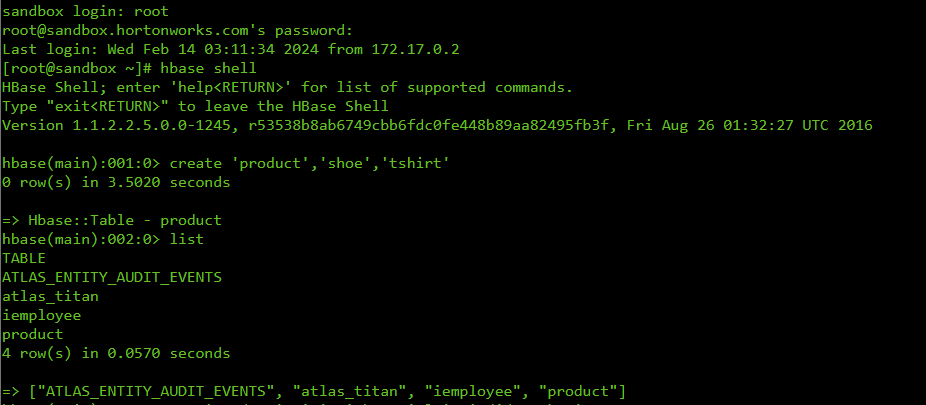 sandbox login: root
root@sandbox.hortonworks.com's password:
Last login: Wed Feb 14 03:11:34 2024 from 172.17.0.2
[root@sandbox ~]# hbase shell
HBase Shell; enter 'help<RETURN>' for list of supported commands.
Type "exit<RETURN>" to leave the HBase Shell
Version 1.1.2.2.5.0.0-1245, r53538b8ab6749cbb6fdc0fe448b89aa82495fb3f, Fri Aug 26 01:32:27 UTC 2016
hbase(main):001:0> create 'product','shoe','tshirt'
0 row(s) in 3.5020 seconds
=> Hbase::Table - product
hbase(main):002:0> list
TABLE
ATLAS_ENTITY_AUDIT_EVENTS
atlas_titan
iemployee
product
4 row(s) in 0.0570 seconds
=> ["ATLAS_ENTITY_AUDIT_EVENTS", "atlas_titan", "iemployee", "product"]